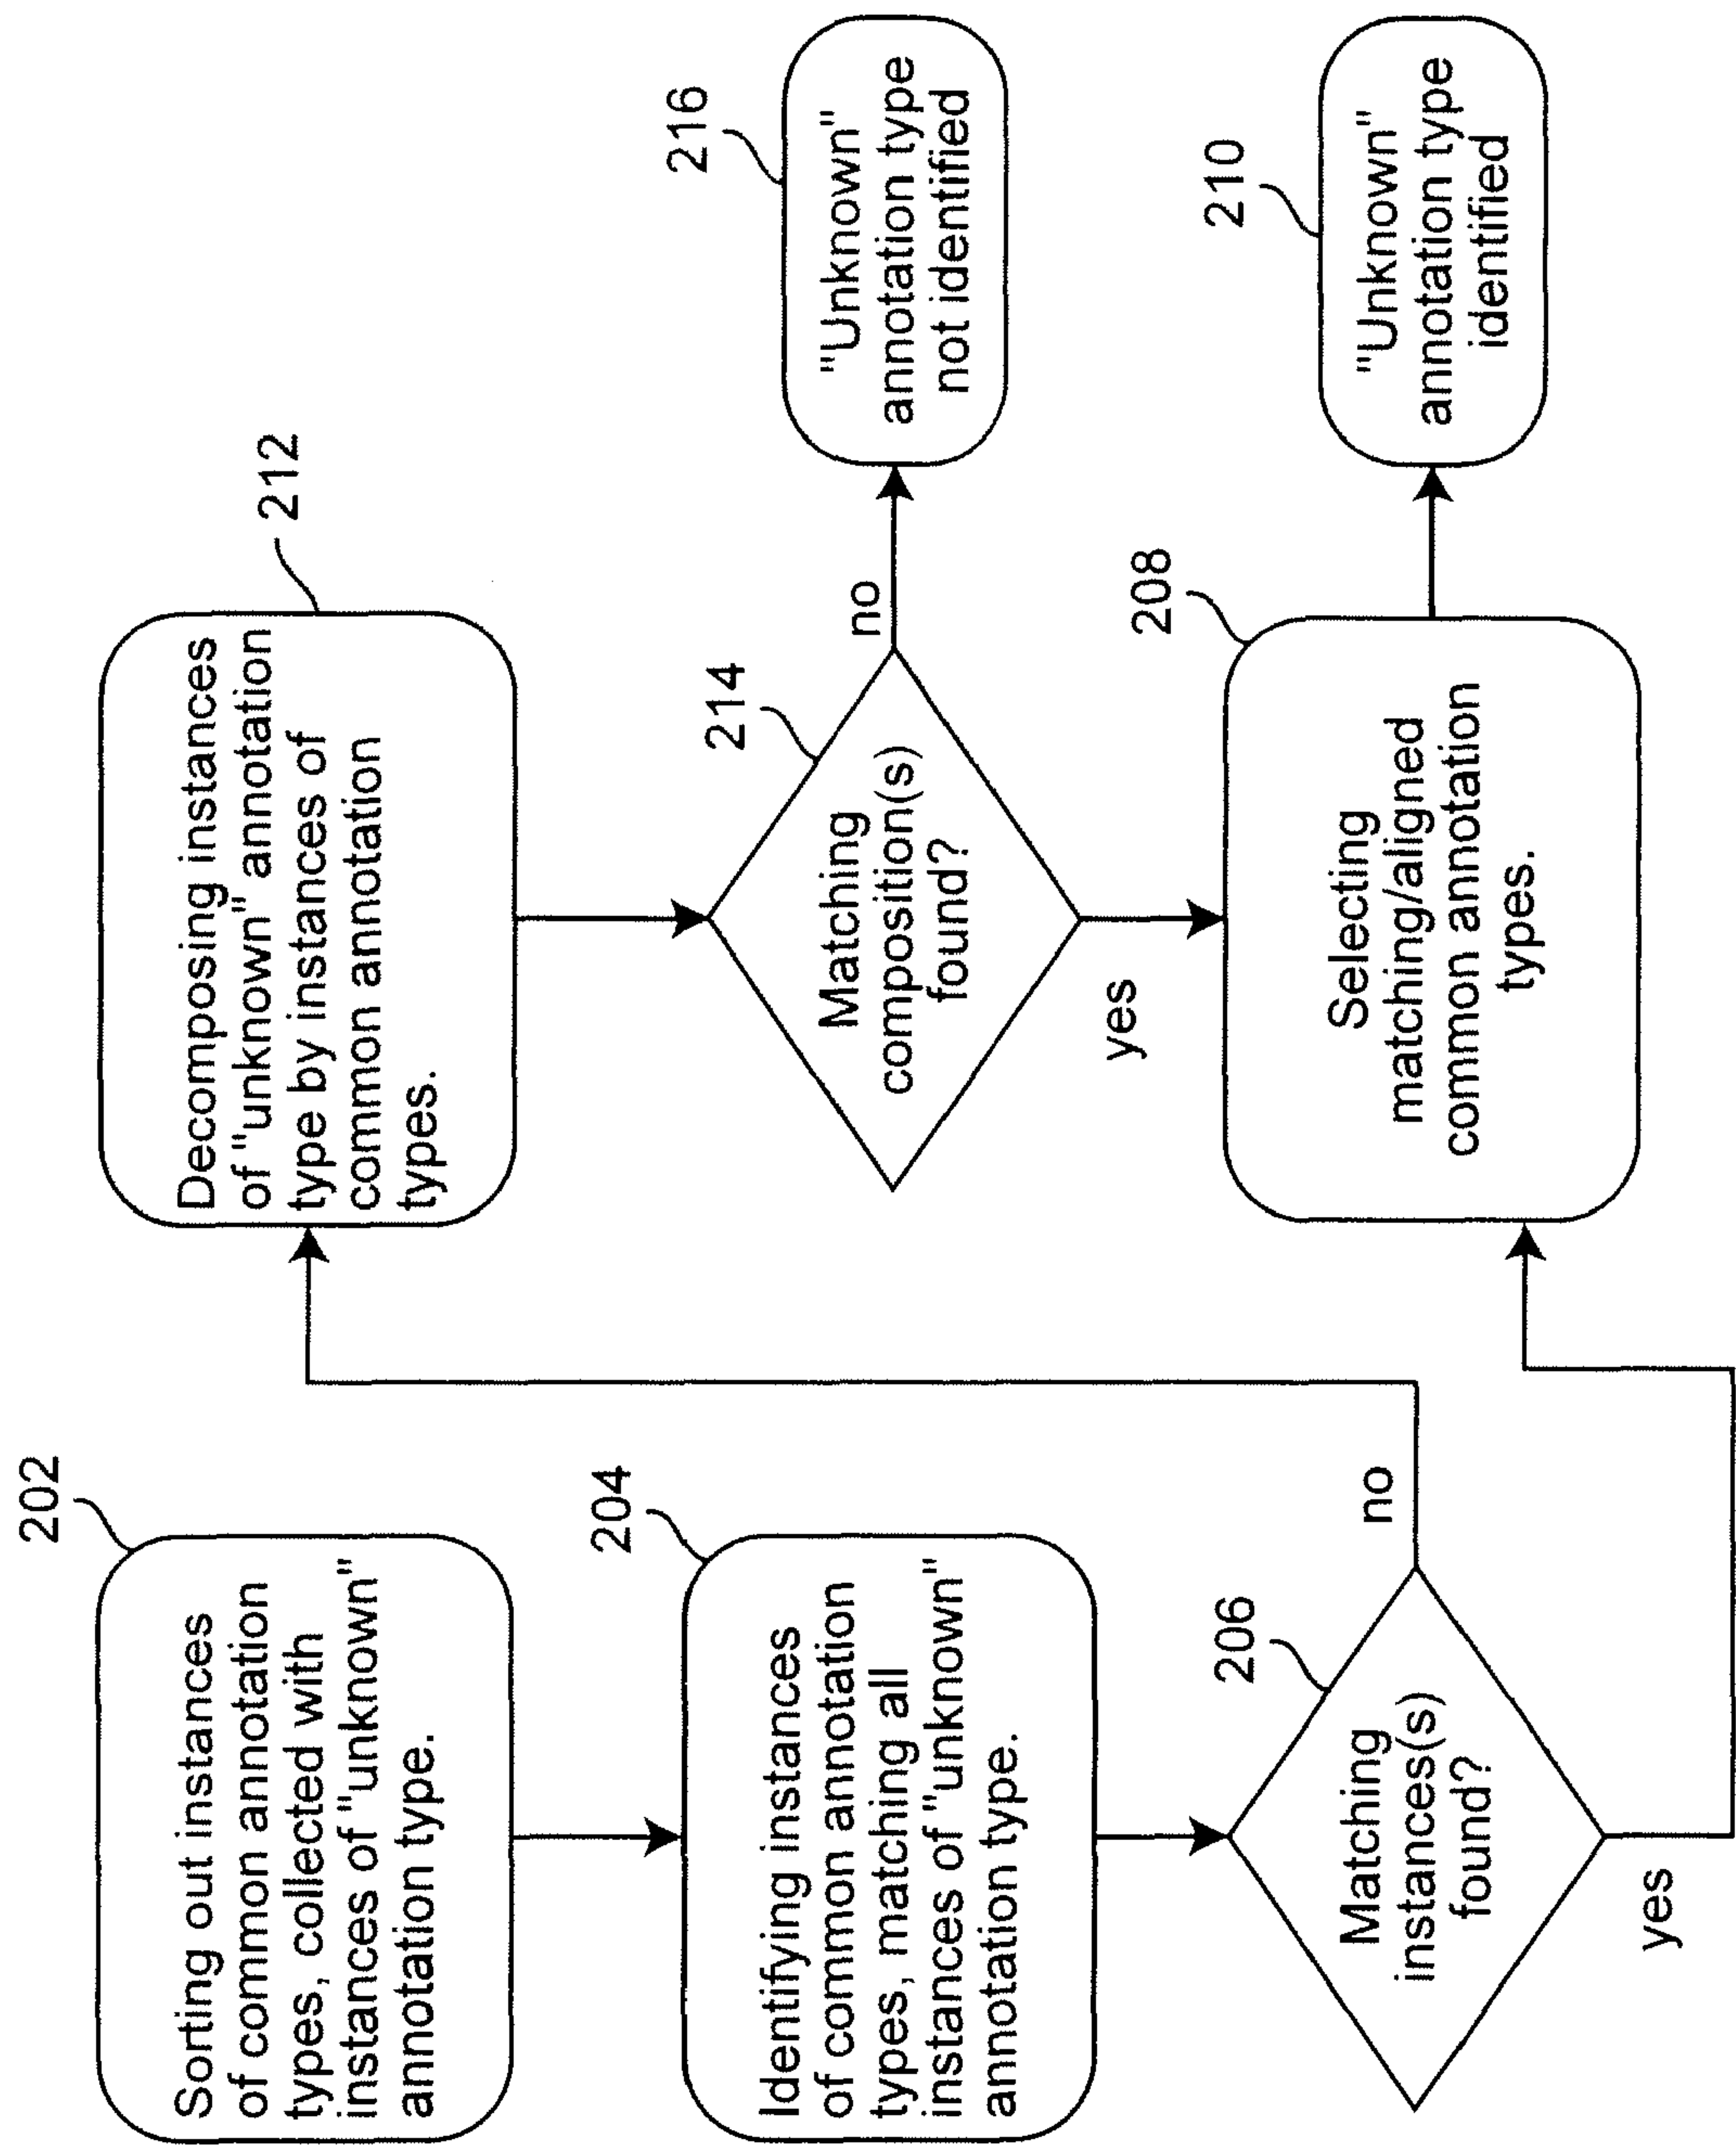 202
Sorting out instances
of common annotation
types, collected with
instances of "unknown"
annotation type.
204
Identifying instances
of common annotation
types, matching all
instances of "unknown"
annotation type.
206
Matching
instances(s)
found?
no
yes
212
Decomposing instances
of "unknown" annotation
type by instances of
common annotation
types.
214
Matching
composition(s)
found?
no
yes
208
Selecting
matching/aligned
common annotation
types.
216
"Unknown"
annotation type
not identified
210
"Unknown"
annotation type
identified